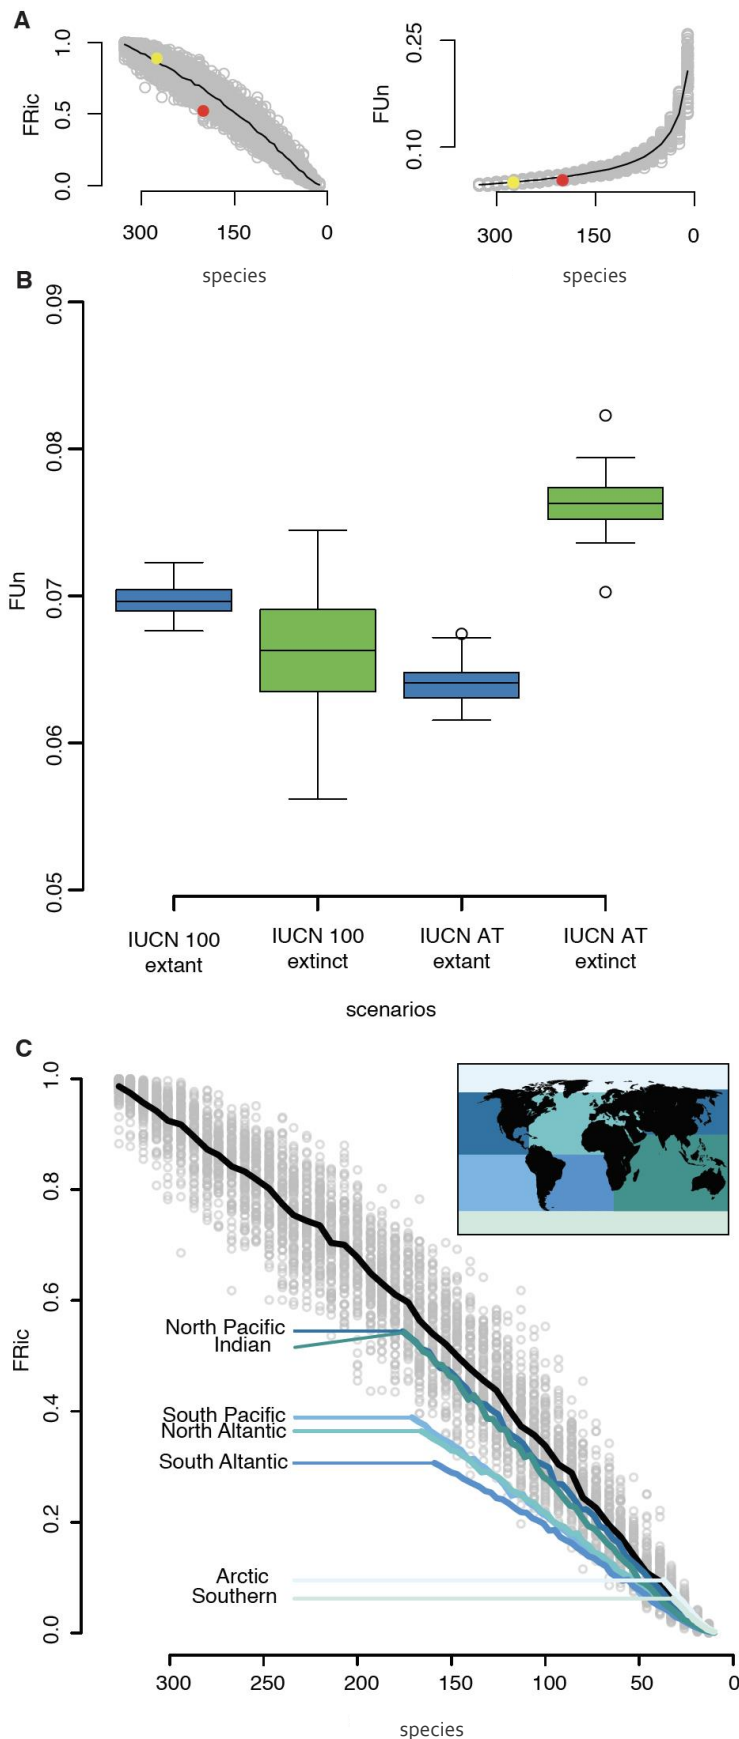 A
FRic
1.0
0.5
0.0
300 150 0
species
FUn
0.25
0.10
300 150 0
species
B
FUn
0.09
0.08
0.07
0.06
0.05
IUCN 100
extant
IUCN 100
extinct
IUCN AT
extant
IUCN AT
extinct
scenarios
C
FRic
1.0
0.8
0.6
0.4
0.2
0.0
North Pacific
Indian
South Pacific
North Altantic
South Altantic
Arctic
Southern
300 250 200 150 100 50 0
species